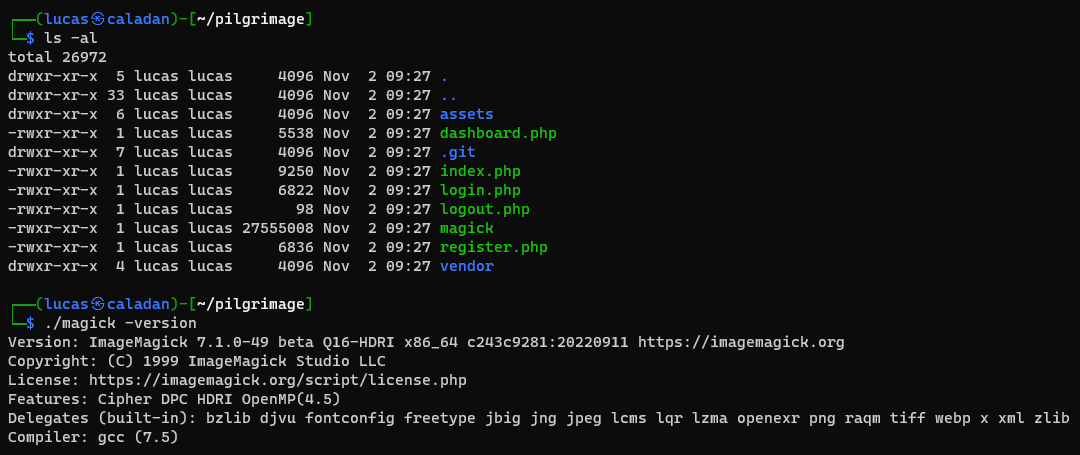 ┌──(lucas㉿caladan)-[~/pilgrimage]
└─$ ls -al
total 26972
drwxr-xr-x  5 lucas lucas     4096 Nov  2 09:27 .
drwxr-xr-x 33 lucas lucas     4096 Nov  2 09:27 ..
drwxr-xr-x  6 lucas lucas     4096 Nov  2 09:27 assets
-rwxr-xr-x  1 lucas lucas     5538 Nov  2 09:27 dashboard.php
drwxr-xr-x  7 lucas lucas     4096 Nov  2 09:27 .git
-rwxr-xr-x  1 lucas lucas     9250 Nov  2 09:27 index.php
-rwxr-xr-x  1 lucas lucas     6822 Nov  2 09:27 login.php
-rwxr-xr-x  1 lucas lucas       98 Nov  2 09:27 logout.php
-rwxr-xr-x  1 lucas lucas 27555008 Nov  2 09:27 magick
-rwxr-xr-x  1 lucas lucas     6836 Nov  2 09:27 register.php
drwxr-xr-x  4 lucas lucas     4096 Nov  2 09:27 vendor
┌──(lucas㉿caladan)-[~/pilgrimage]
└─$ ./magick -version
Version: ImageMagick 7.1.0-49 beta Q16-HDRI x86_64 c243c9281:20220911 https://imagemagick.org
Copyright: (C) 1999 ImageMagick Studio LLC
License: https://imagemagick.org/script/license.php
Features: Cipher DPC HDRI OpenMP(4.5)
Delegates (built-in): bzlib djvu fontconfig freetype jbig jng jpeg lcms lqr lzma openexr png raqm tiff webp x xml zlib
Compiler: gcc (7.5)